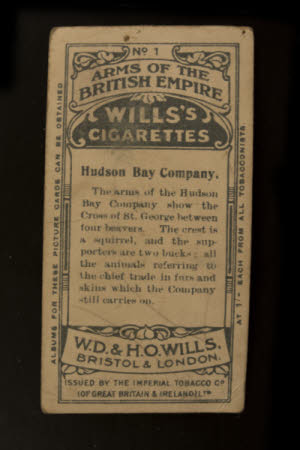 No 1
ARMS OF THE
BRITISH EMPIRE
WILLS'S
CIGARETTES
Hudson Bay Company.
The arms of the Hudson
Bay Company show the
Cross of St. George between
four beavers. The crest is
a squirrel, and the sup-
porters are two bucks; all
the animals referring to
the chief trade in furs and
skins which the Company
still carries on.
W.D. & H.O. WILLS.
BRISTOL & LONDON.
ISSUED BY THE IMPERIAL TOBACCO Co
(OF GREAT BRITAIN & IRELAND) LTD
ALBUMS FOR THESE PICTURE CARDS CAN BE OBTAINED
AT 1/- EACH FROM ALL TOBACCONISTS.